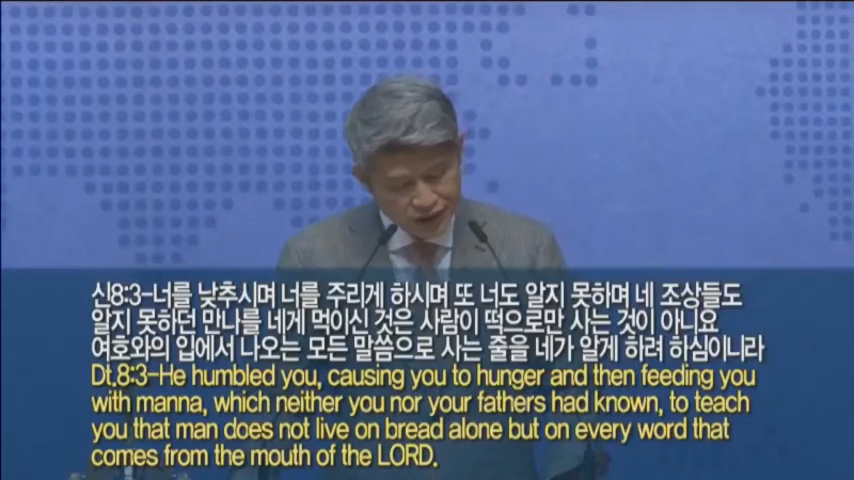 신8:3-너를 낮추시며 너를 주리게 하시며 또 너도 알지 못하며 네 조상들도
알지 못하던 만나를 네게 먹이신 것은 사람이 떡으로만 사는 것이 아니요
여호와의 입에서 나오는 모든 말씀으로 사는 줄을 네가 알게 하려 하심이니라
Dt.8:3-He humbled you, causing you to hunger and then feeding you
with manna, which neither you nor your fathers had known, to teach
you that man does not live on bread alone but on every word that
comes from the mouth of the LORD.